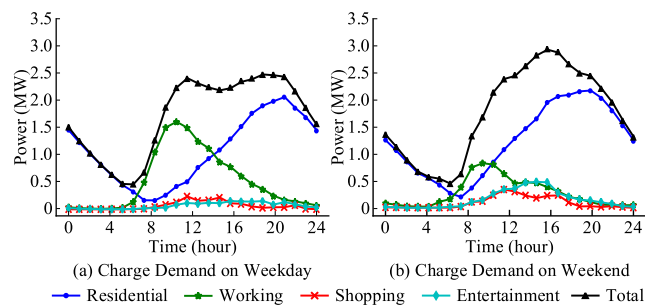 3.5
3.0
2.5
2.0
1.5
1.0
0.5
0
Power (MW)
0 4 8 12 16 20 24
Time (hour)
(a) Charge Demand on Weekday
3.5
3.0
2.5
2.0
1.5
1.0
0.5
0
Power (MW)
0 4 8 12 16 20 24
Time (hour)
(b) Charge Demand on Weekend
Residential Working Shopping Entertainment Total